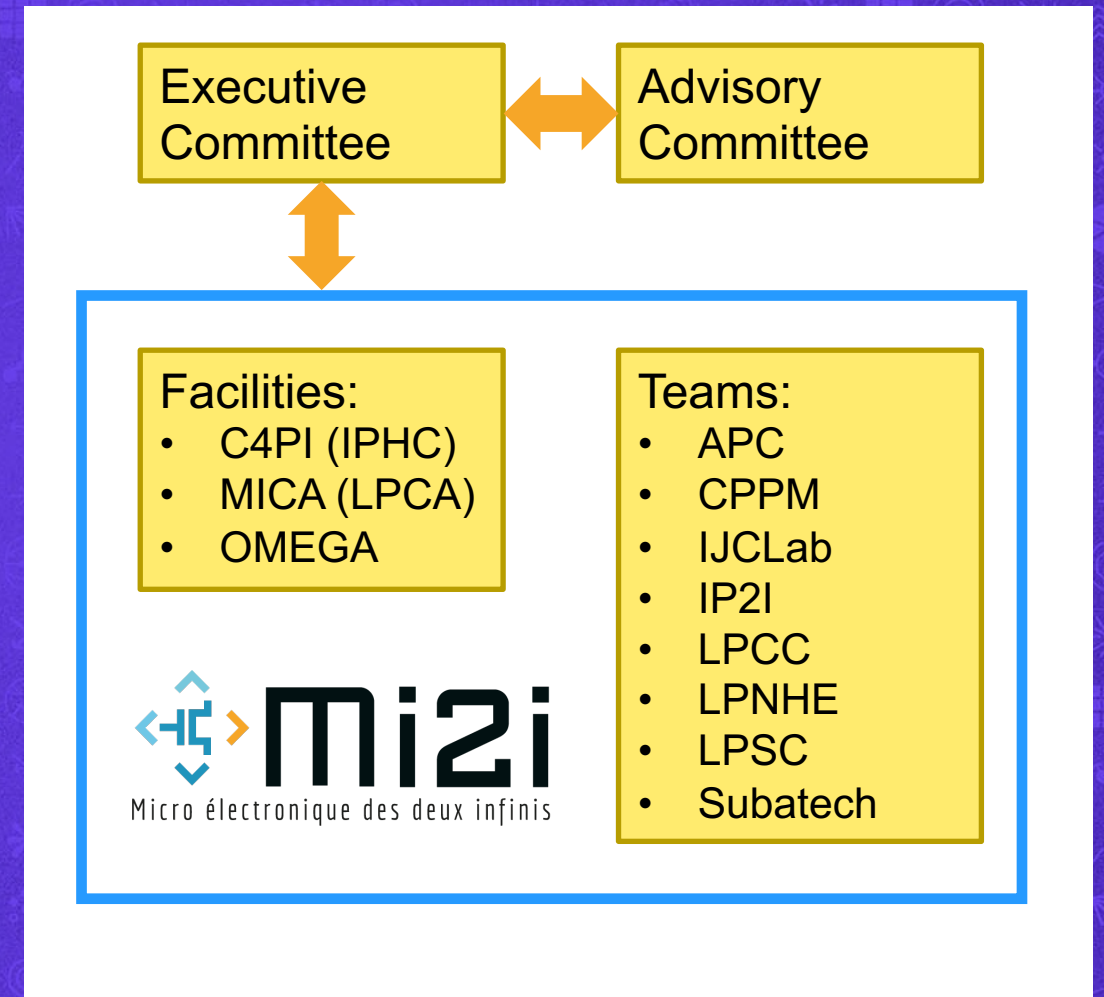 Executive
Committee
Advisory
Committee
Facilities:
• C4PI (IPHC)
• MICA (LPCA)
• OMEGA
Teams:
• APC
• CPPM
• IJCLab
• IP2I
• LPCC
• LPNHE
• LPSC
• Subatech
mi2i
Micro électronique des deux infinis